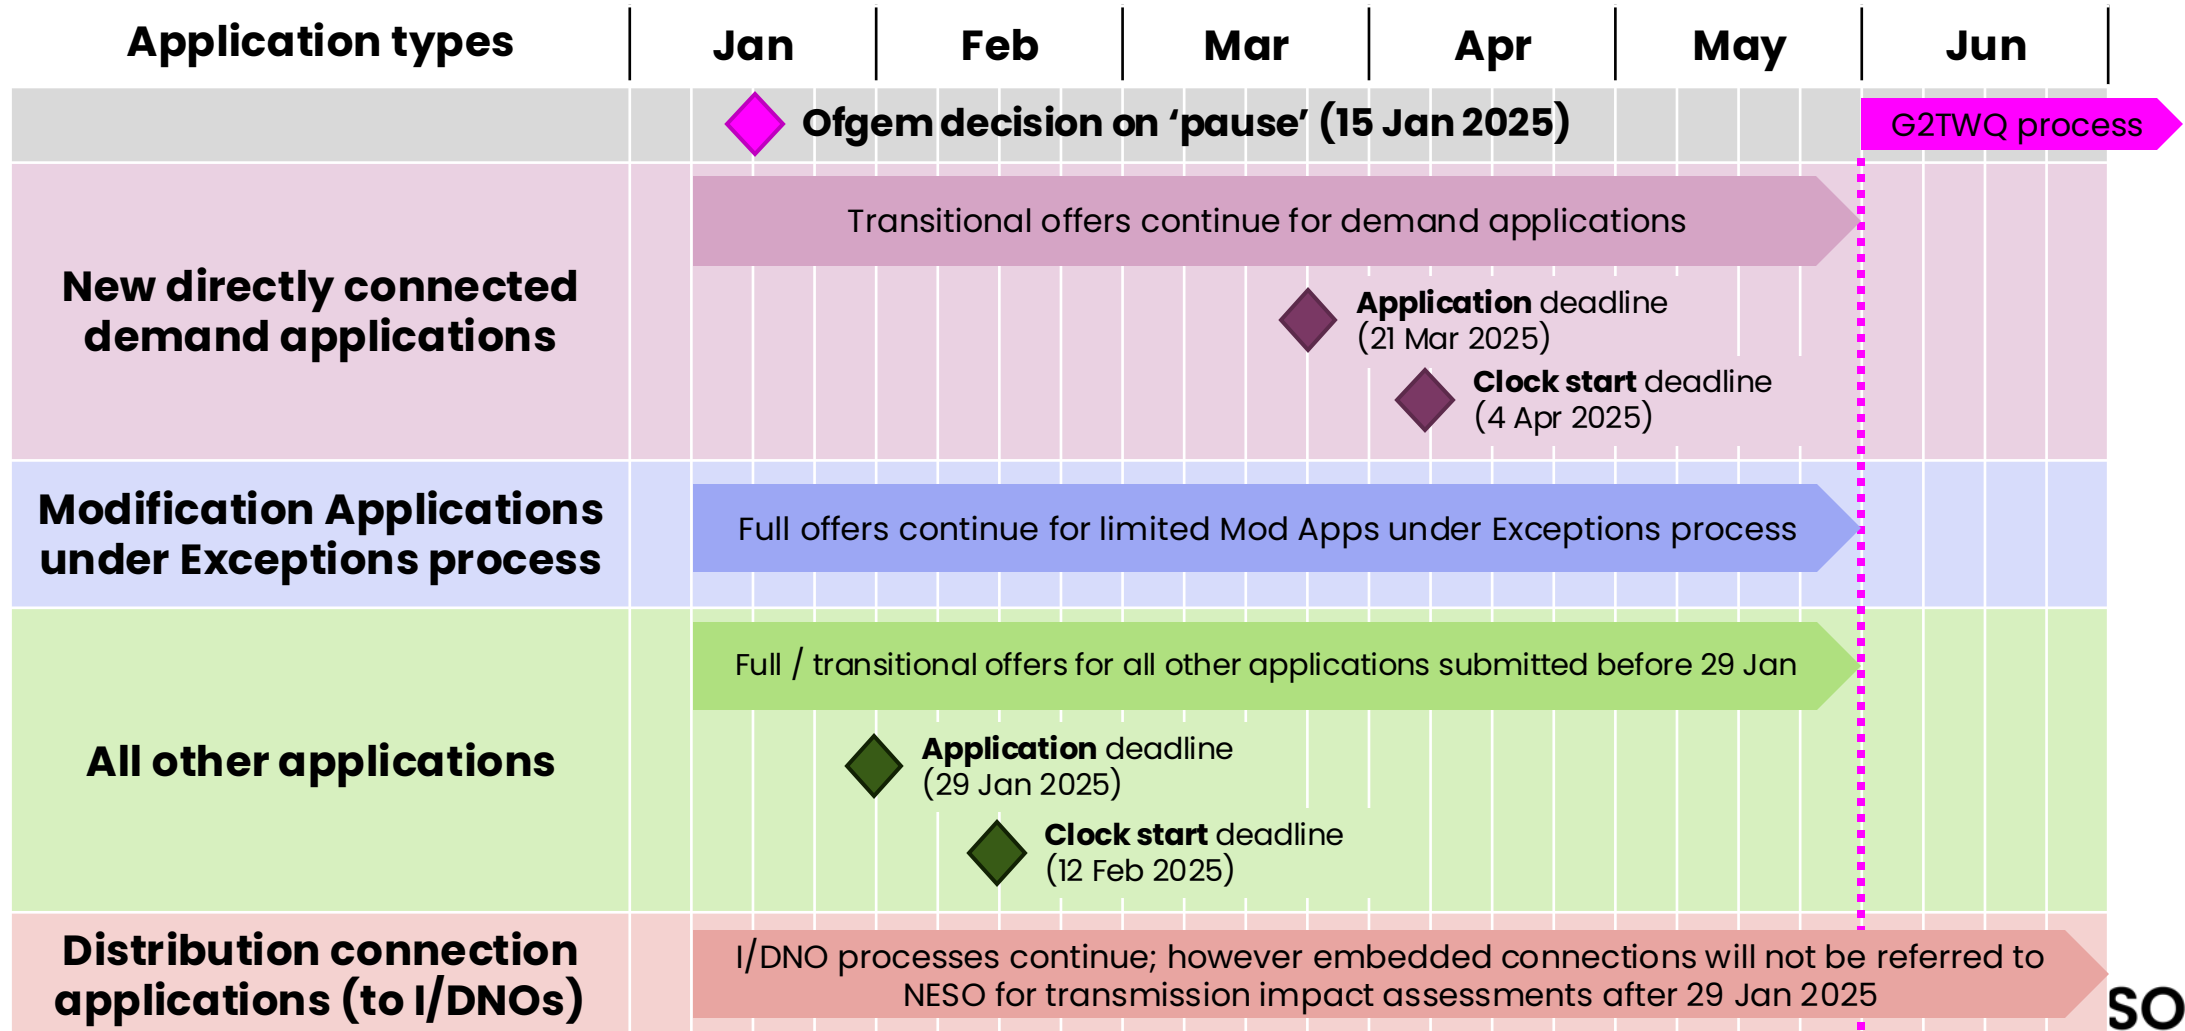 Application types
Jan
Feb
Mar
Apr
May
Jun
Ofgem decision on ‘pause’ (15 Jan 2025)
G2TWQ process
New directly connected
demand applications
Transitional offers continue for demand applications
Application deadline
(21 Mar 2025)
Clock start deadline
(4 Apr 2025)
Modification Applications
under Exceptions process
Full offers continue for limited Mod Apps under Exceptions process
All other applications
Full / transitional offers for all other applications submitted before 29 Jan
Application deadline
(29 Jan 2025)
Clock start deadline
(12 Feb 2025)
Distribution connection
applications (to I/DNOs)
I/DNO processes continue; however embedded connections will not be referred to
NESO for transmission impact assessments after 29 Jan 2025
SO